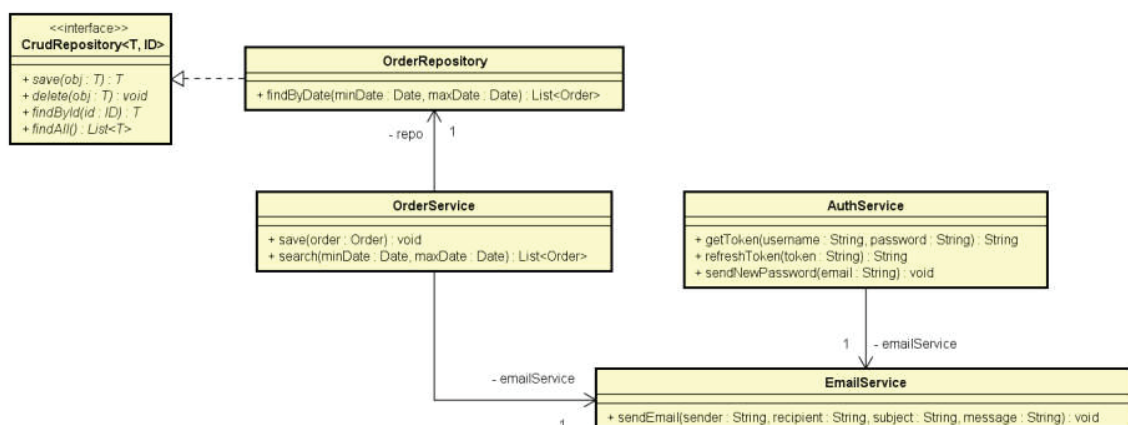 <<interface>>
CrudRepository<T, ID>
+ save(obj : T) : T
+ delete(obj : T) : void
+ findById(id : ID) : T
+ findAll() : List<T>
OrderRepository
+ findByDate(minDate : Date, maxDate : Date) : List<Order>
- repo
1
OrderService
+ save(order : Order) : void
+ search(minDate : Date, maxDate : Date) : List<Order>
AuthService
+ getToken(username : String, password : String) : String
+ refreshToken(token : String) : String
+ sendNewPassword(email : String) : void
1
- emailService
- emailService
1
EmailService
+ sendEmail(sender : String, recipient : String, subject : String, message : String) : void